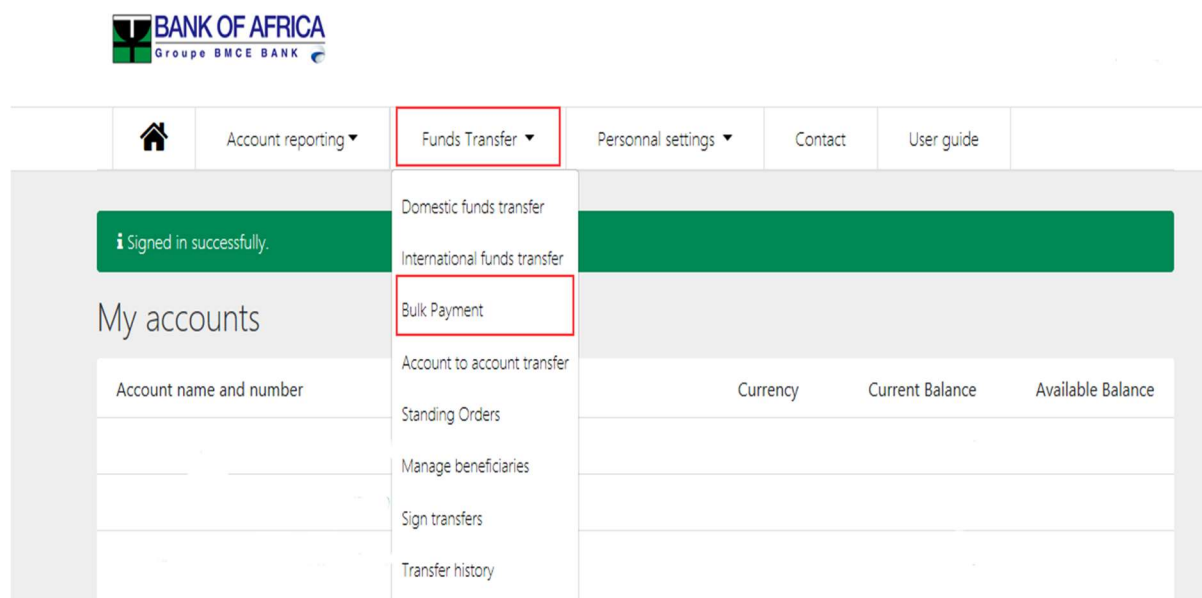 BANK OF AFRICA
Groupe BMCE BANK
Account reporting
Funds Transfer
Personnal settings
Contact
User guide
Domestic funds transfer
Signed in successfully.
International funds transfer
Bulk Payment
My accounts
Account to account transfer
Account name and number
Currency
Current Balance
Available Balance
Standing Orders
Manage beneficiaries
Sign transfers
Transfer history